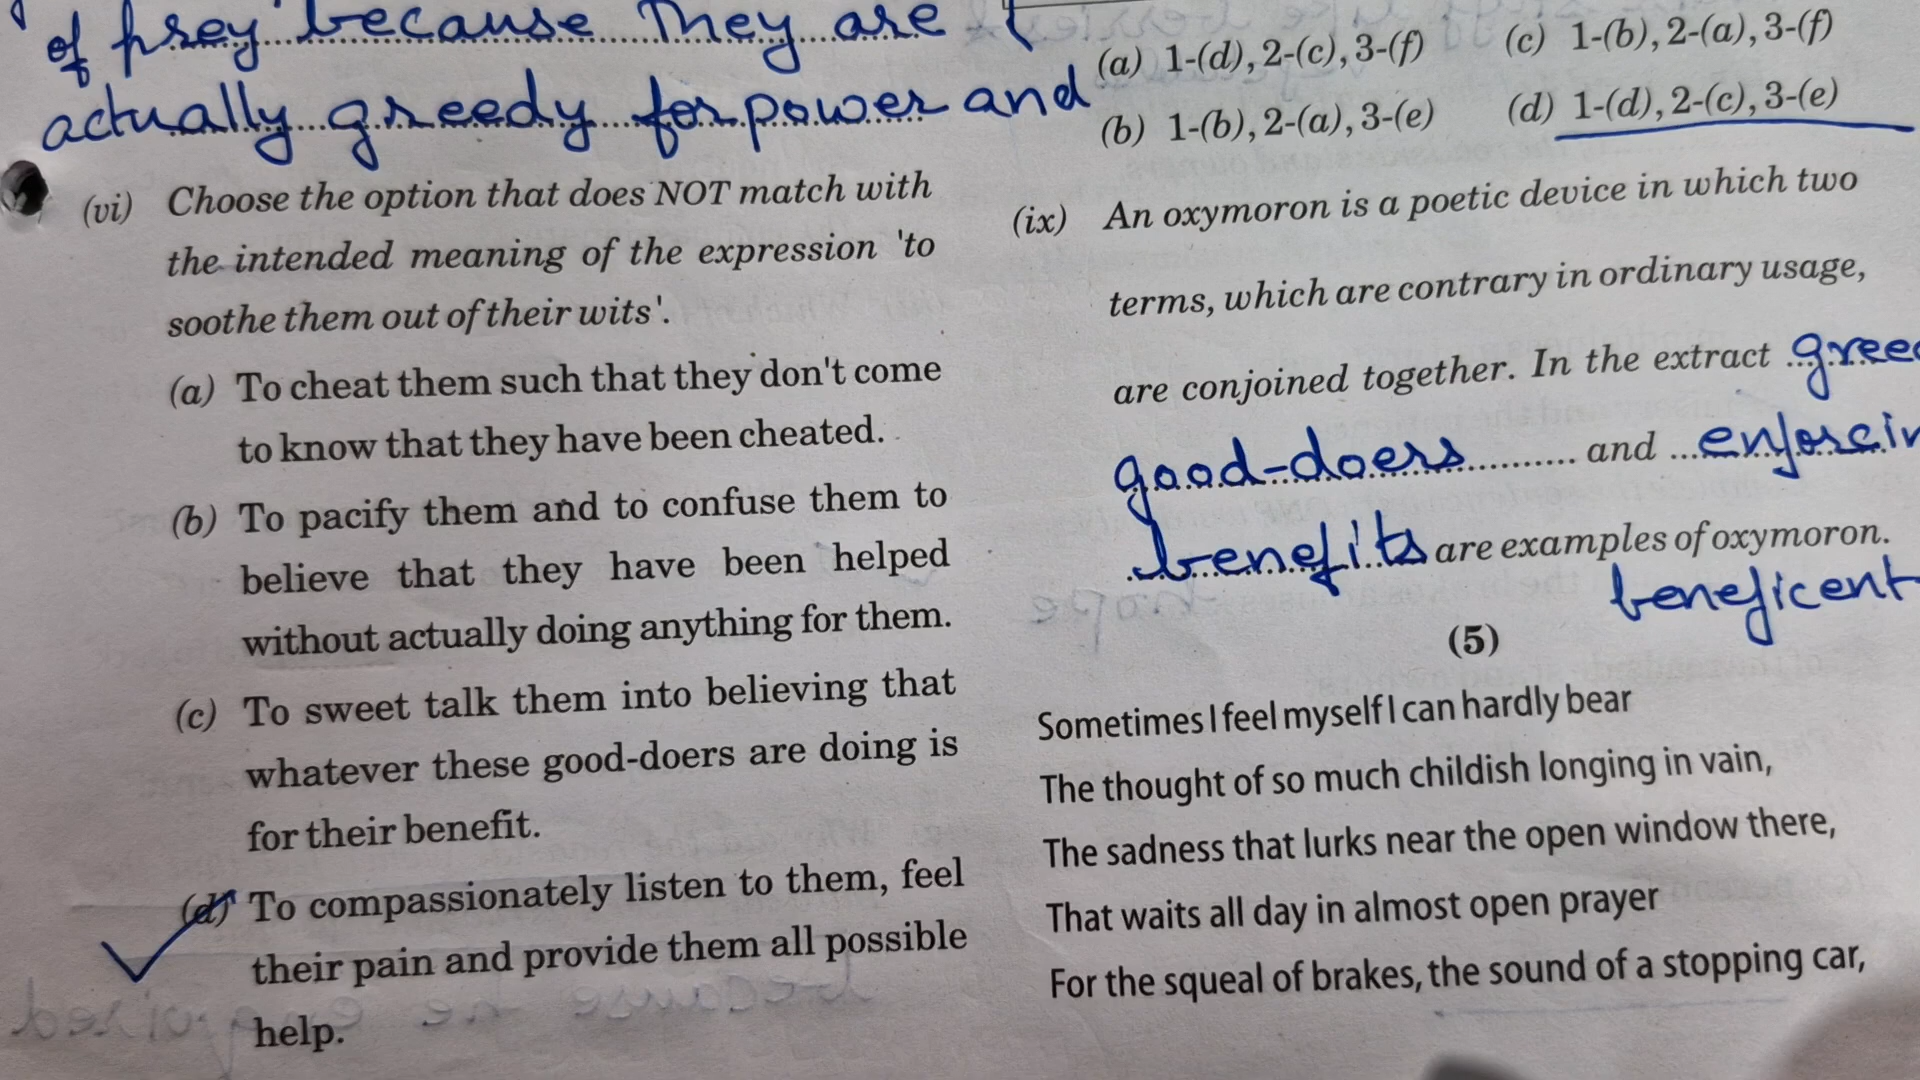 of prey because they are
actually greedy for power and
(vi) Choose the option that does NOT match with
the intended meaning of the expression 'to
soothe them out of their wits'.
(a) To cheat them such that they don't come
to know that they have been cheated.
(b) To pacify them and to confuse them to
believe that they have been helped
without actually doing anything for them.
(c) To sweet talk them into believing that
whatever these good-doers are doing is
for their benefit.
(d) To compassionately listen to them, feel
their pain and provide them all possible
help.
(a) 1-(d), 2-(c), 3-(f) (c) 1-(b), 2-(a), 3-(f)
(b) 1-(b), 2-(a), 3-(e) (d) 1-(d), 2-(c), 3-(e)
(ix) An oxymoron is a poetic device in which two
terms, which are contrary in ordinary usage,
are conjoined together. In the extract
good-doers and
benefits are examples of oxymoron.
beneficent
(5)
Sometimes I feel myself I can hardly bear
The thought of so much childish longing in vain,
The sadness that lurks near the open window there,
That waits all day in almost open prayer
For the squeal of brakes, the sound of a stopping car,